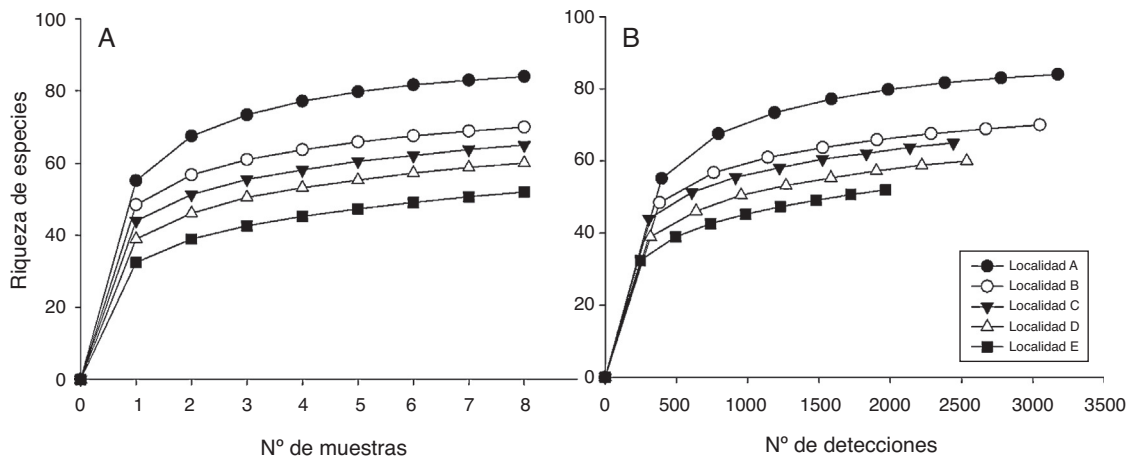 A
B
Riqueza de especies
100
80
60
40
20
0
0 1 2 3 4 5 6 7 8
Nº de muestras
100
80
60
40
20
0
0 500 1000 1500 2000 2500 3000 3500
Nº de detecciones
Localidad A
Localidad B
Localidad C
Localidad D
Localidad E